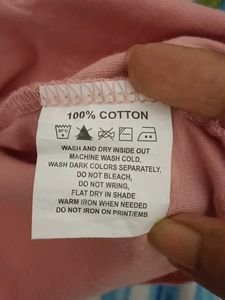 100% COTTON
30°C
WASH AND DRY INSIDE OUT
MACHINE WASH COLD,
WASH DARK COLORS SEPARATELY,
DO NOT BLEACH,
DO NOT WRING,
FLAT DRY IN SHADE
WARM IRON WHEN NEEDED
DO NOT IRON ON PRINT/EMB